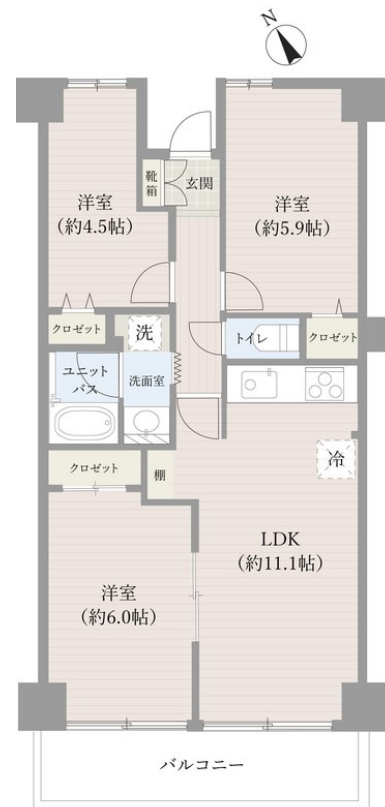 N
靴箱
玄関
洋室
(約4.5帖)
洋室
(約5.9帖)
クロゼット
洗
トイレ
クロゼット
ユニット
バス
洗面室
冷
クロゼット
棚
LDK
(約11.1帖)
洋室
(約6.0帖)
バルコニー